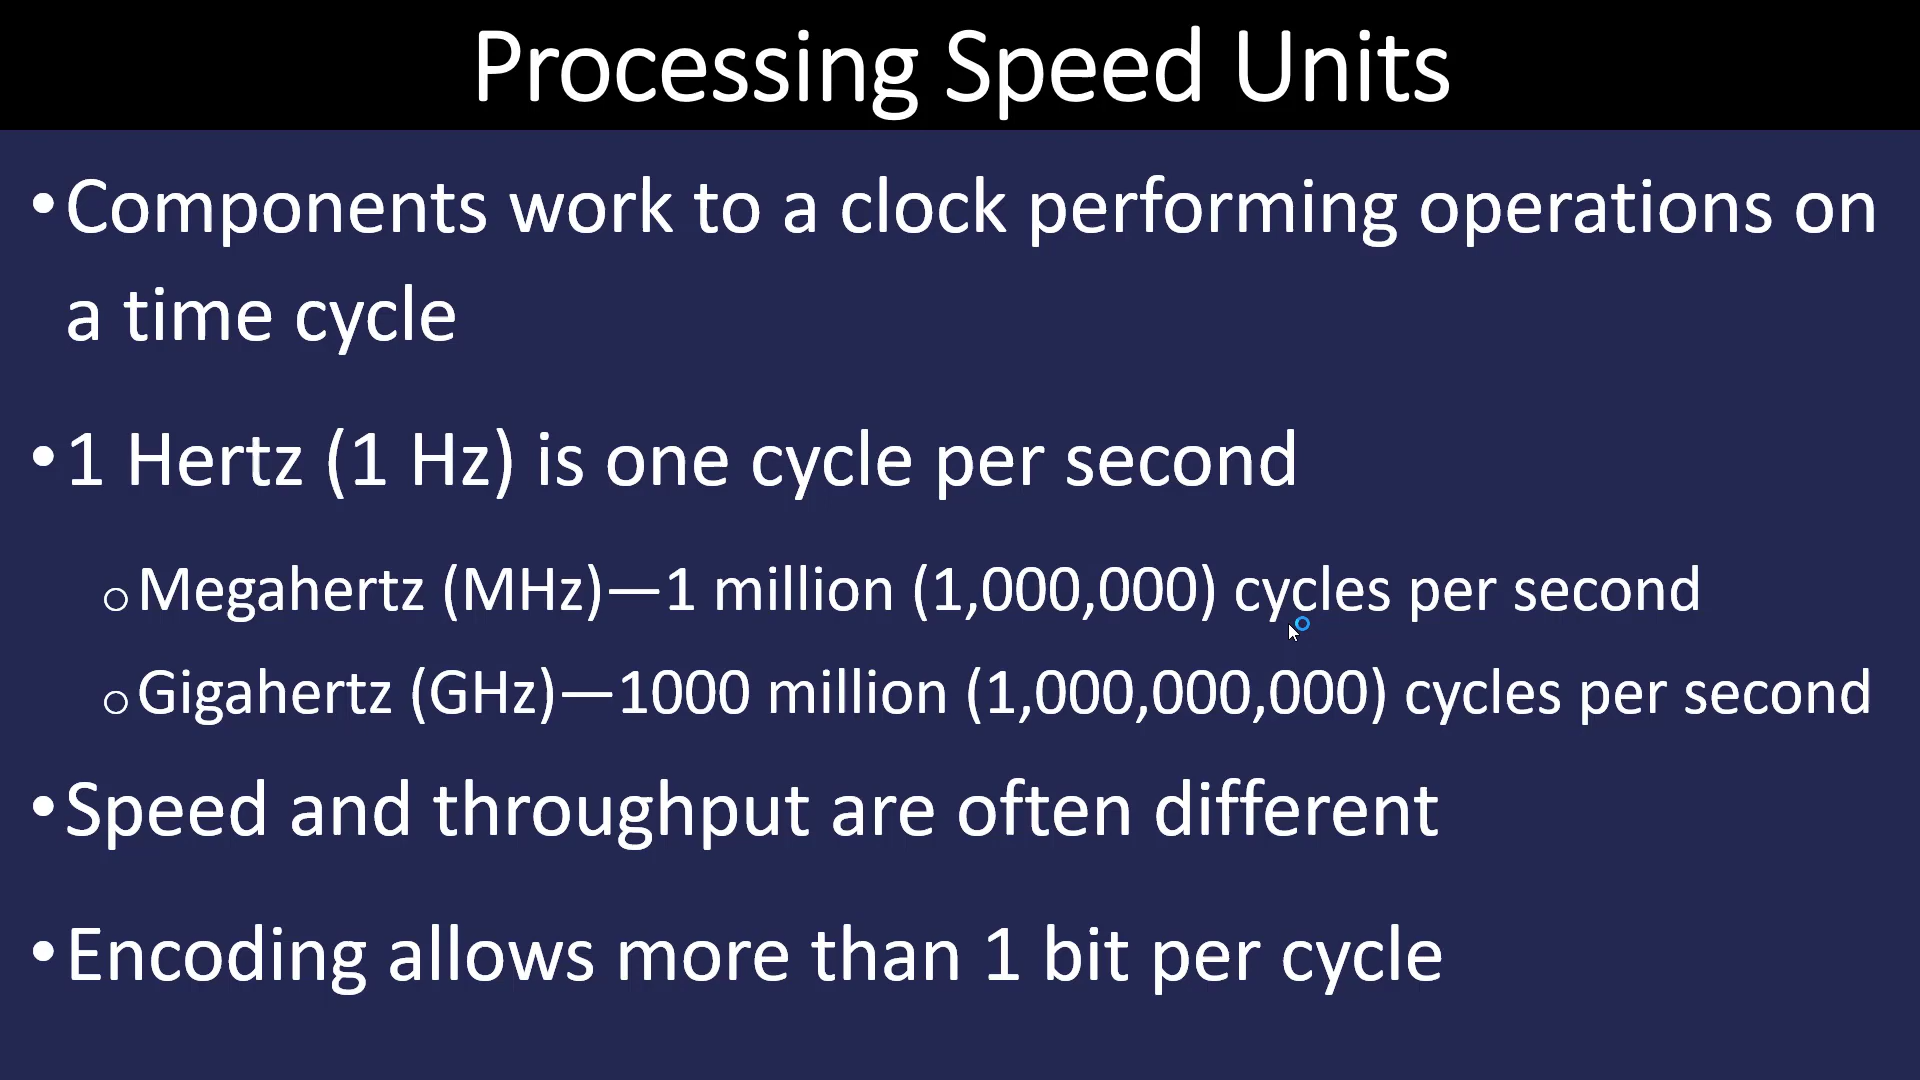 Processing Speed Units
•Components work to a clock performing operations on
a time cycle
•1 Hertz (1 Hz) is one cycle per second
○Megahertz (MHz)—1 million (1,000,000) cycles per second
○Gigahertz (GHz)—1000 million (1,000,000,000) cycles per second
•Speed and throughput are often different
•Encoding allows more than 1 bit per cycle